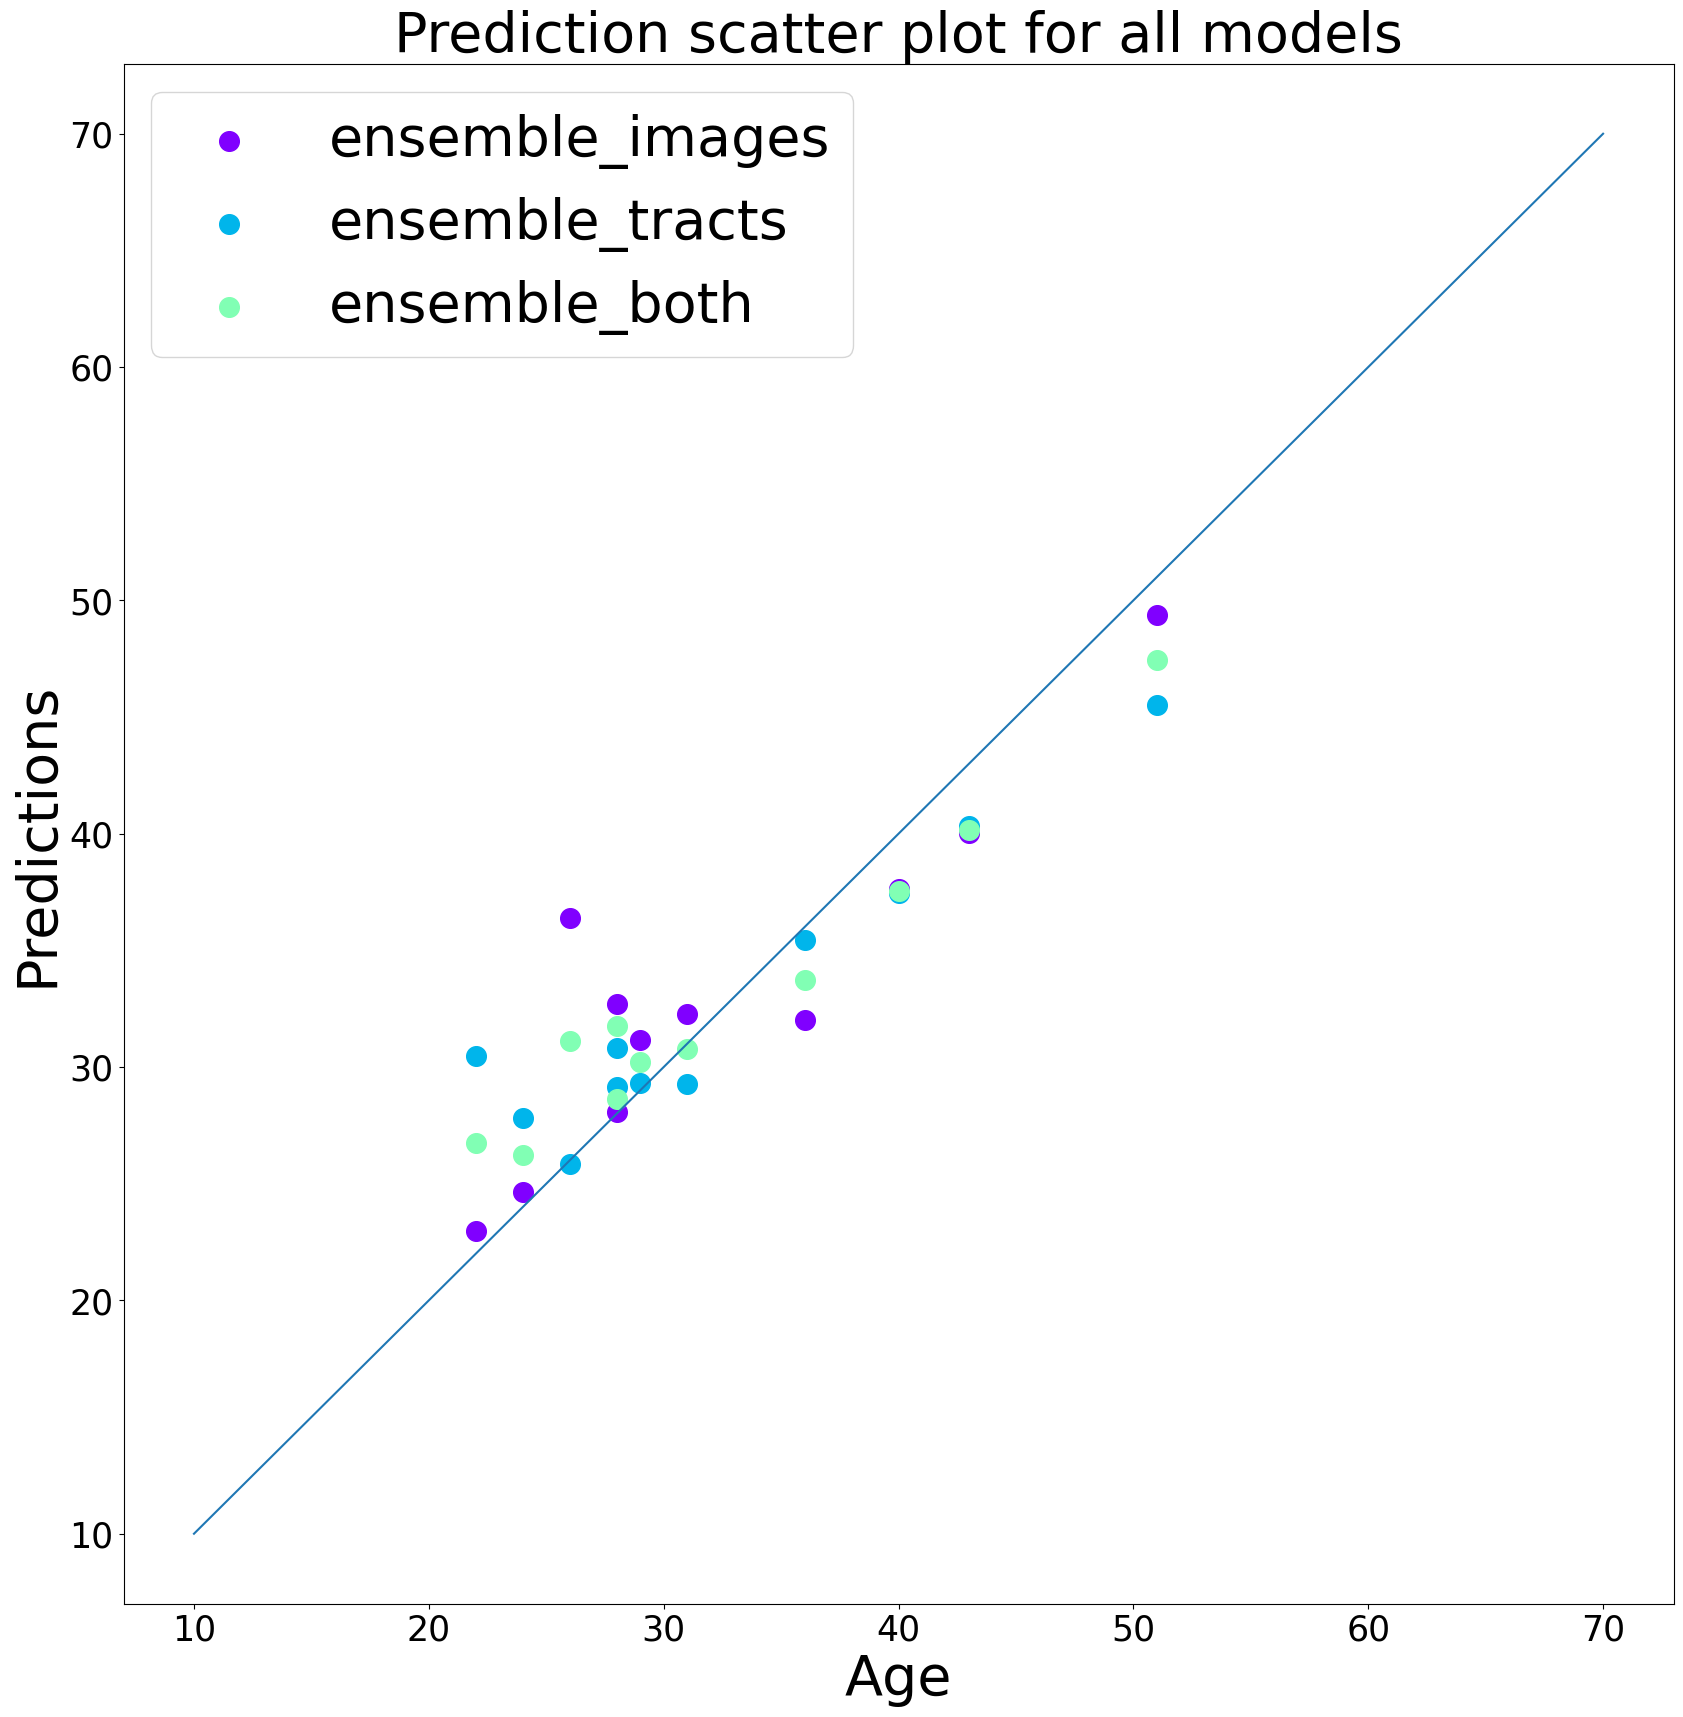 Prediction scatter plot for all models
ensemble_images
ensemble_tracts
ensemble_both
70
60
50
40
30
20
10
Predictions
10 20 30 40 50 60 70
Age